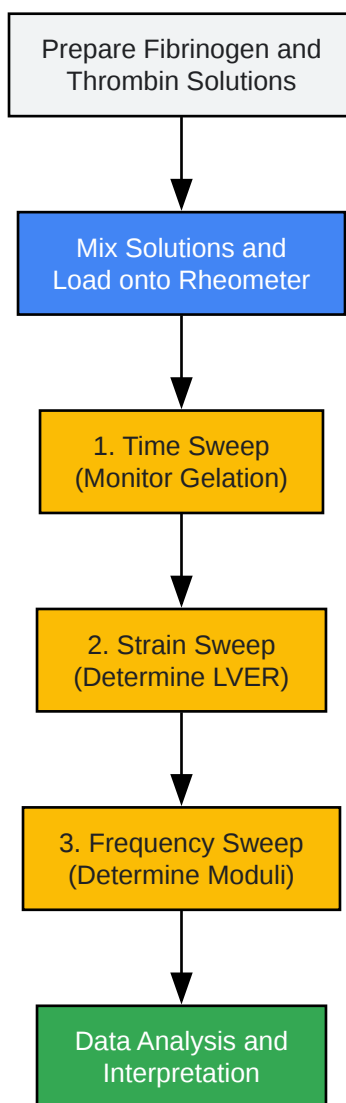 Prepare Fibrinogen and
Thrombin Solutions
Mix Solutions and
Load onto Rheometer
1. Time Sweep
(Monitor Gelation)
2. Strain Sweep
(Determine LVER)
3. Frequency Sweep
(Determine Moduli)
Data Analysis and
Interpretation